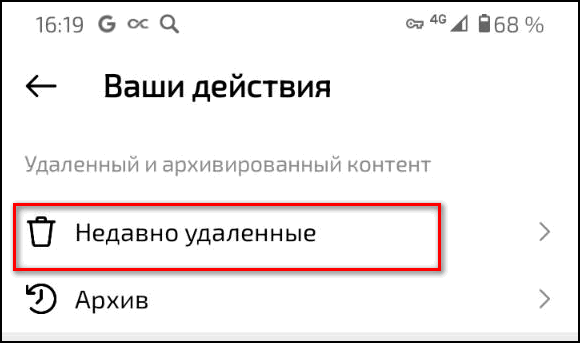 16:19 G 4G 68 %
Ваши действия
Удаленный и архивированный контент
Недавно удаленные
Архив